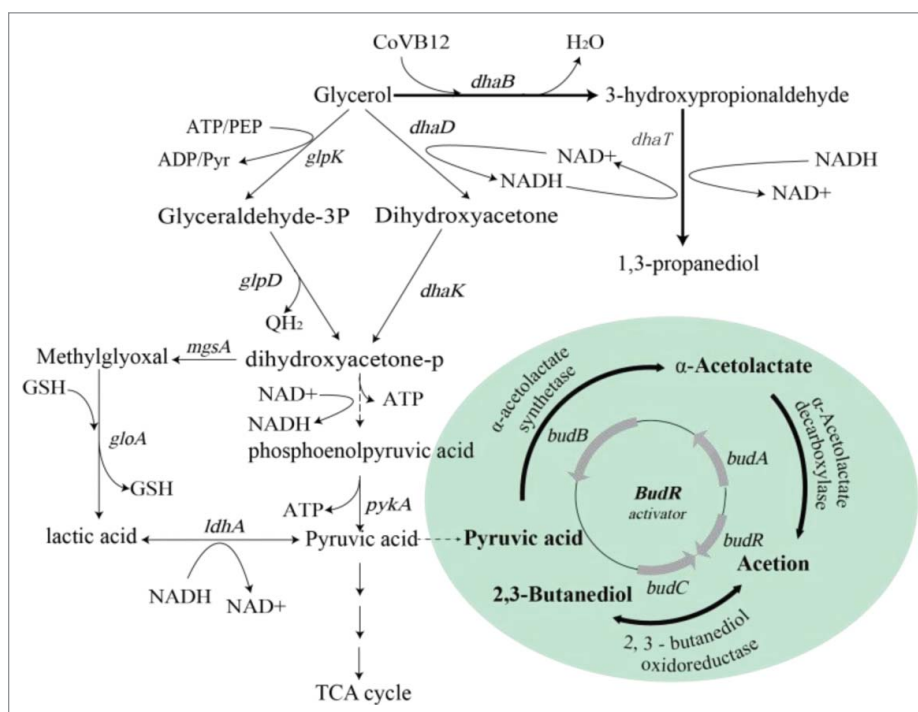 CoVB12
H2O
dhaB
Glycerol
3-hydroxypropionaldehyde
ATP/PEP
ADP/Pyr
glpK
dhaD
NAD+
NADH
dhaT
NADH
NAD+
Glyceraldehyde-3P
Dihydroxyacetone
1,3-propanediol
glpD
QH2
dhaK
Methylglyoxal
mgsA
dihydroxyacetone-p
GSH
gloA
GSH
NAD+
NADH
ATP
phosphoenolpyruvic acid
ATP
pykA
lactic acid
ldhA
Pyruvic acid
NADH
NAD+
TCA cycle
α-acetolactate
synthetase
α-Acetolactate
α-Acetolactate
decarboxylase
budB
budA
BudR
activator
budR
budC
Pyruvic acid
Acetion
2,3-Butanediol
2, 3 - butanediol
oxidoreductase